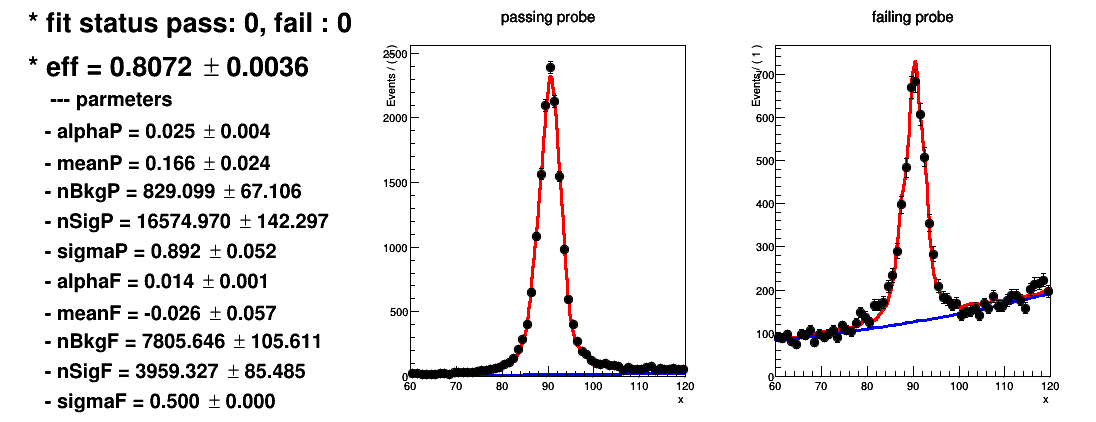 * fit status pass: 0, fail : 0
* eff = 0.8072 ± 0.0036
--- parmeters
- alphaP = 0.025 ± 0.004
- meanP = 0.166 ± 0.024
- nBkgP = 829.099 ± 67.106
- nSigP = 16574.970 ± 142.297
- sigmaP = 0.892 ± 0.052
- alphaF = 0.014 ± 0.001
- meanF = -0.026 ± 0.057
- nBkgF = 7805.646 ± 105.611
- nSigF = 3959.327 ± 85.485
- sigmaF = 0.500 ± 0.000
passing probe
Events / ( 1 )
2500
2000
1500
1000
500
0
60 70 80 90 100 110 120
x
failing probe
Events / ( 1 )
700
600
500
400
300
200
100
0
60 70 80 90 100 110 120
x